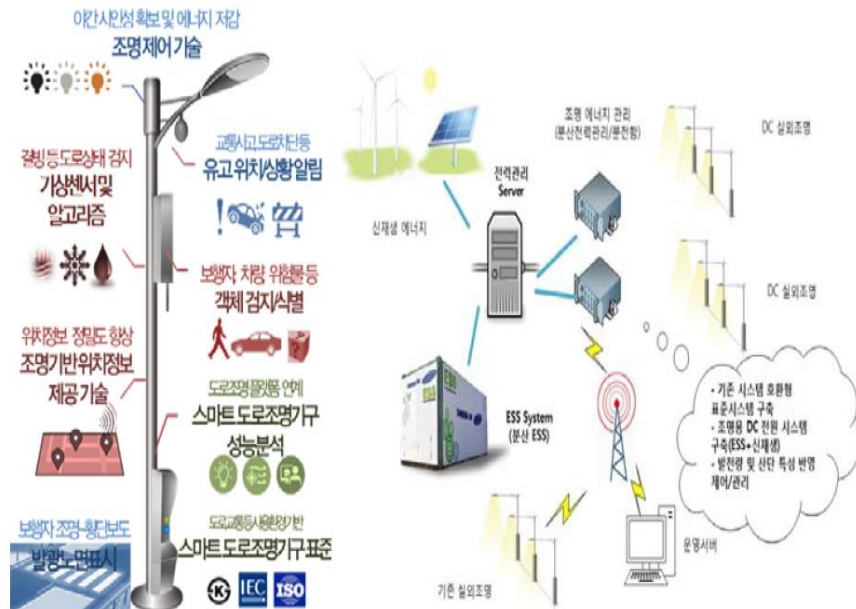 야간 시인성 확보 및 에너지 저감
조명 제어 기술
결빙 등 도로상태 검지
기상센서 및
알고리즘
교통사고, 도로차단 등
유고 위치/상황 알림
보행자, 차량, 위험물 등
객체 검지/식별
위치정보 정밀도 향상
조명기반 위치정보
제공 기술
도로조명 플랫폼 연계
스마트 도로조명기구
성능분석
보행자 조명-횡단보도
발광노면표시
도로교통 등 사용환경기반
스마트 도로조명기구 표준
K
IEC
ISO
신재생 에너지
전력관리
Server
조명 에너지 관리
(분산전력관리/분전함)
DC 실외조명
DC 실외조명
ESS
ESS System
(분산 ESS)
• 기존 시스템 호환형
표준시스템 구축
• 조명용 DC 전원 시스템
구축(ESS+신재생)
• 발전량 및 산단 특성 반영
제어/관리
기존 실외조명
운영서버